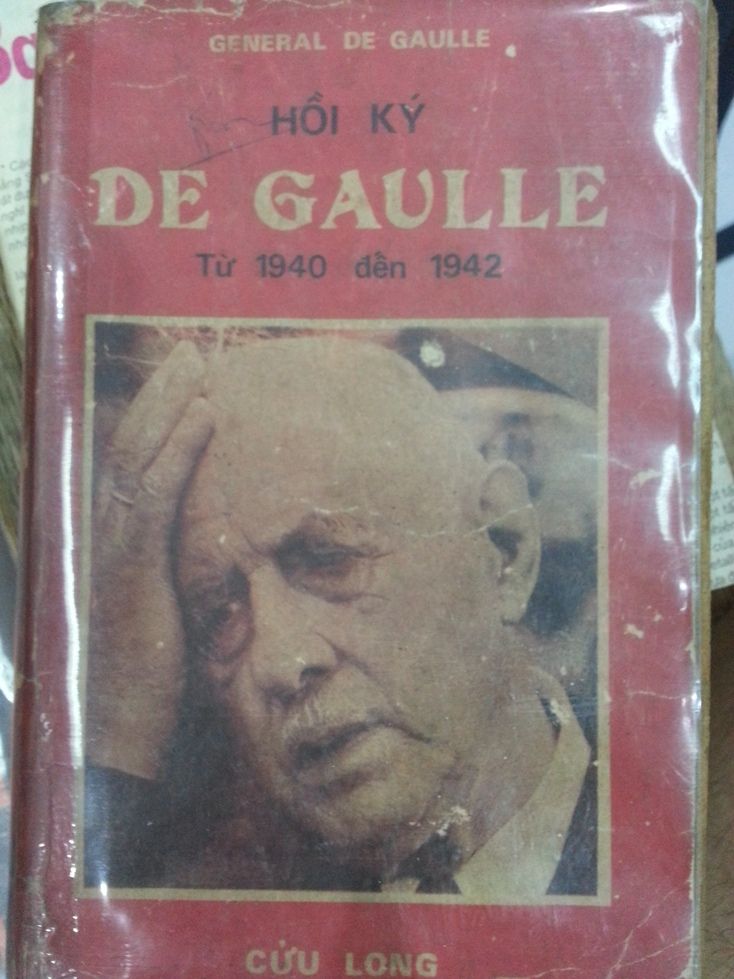 GENERAL DE GAULLE
HỒI KÝ
DE GAULLE
Từ 1940 đến 1942
CỬU LONG